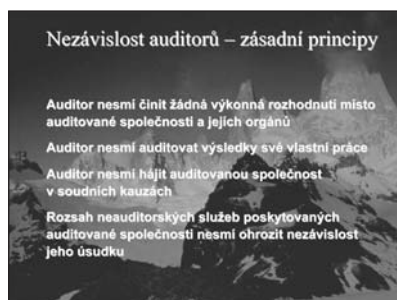 Nezávislost auditorů – zásadní principy
Auditor nesmí činit žádná výkonná rozhodnutí místo
auditované společnosti a jejích orgánů
Auditor nesmí auditovat výsledky své vlastní práce
Auditor nesmí hájit auditovanou společnost
v soudních kauzách
Rozsah neauditorských služeb poskytovaných
auditované společnosti nesmí ohrozit nezávislost
jeho úsudku